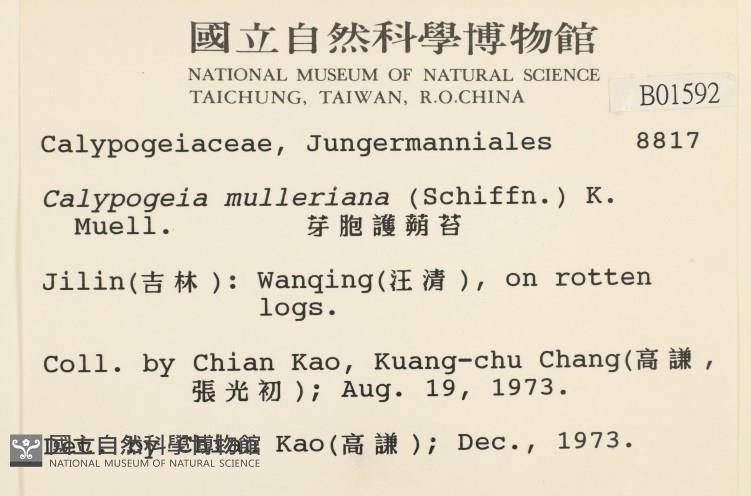 國立自然科學博物館
NATIONAL MUSEUM OF NATURAL SCIENCE
TAICHUNG, TAIWAN, R.O.CHINA
B01592
Calypogeiaceae, Jungermanniales 8817
Calypogeia mulleriana (Schiffn.) K.
Muell. 芽胞護蒴苔
Jilin(吉林): Wanqing(汪清), on rotten
logs.
Coll. by Chian Kao, Kuang-chu Chang(高謙,
張光初); Aug. 19, 1973.
Det. by Chian Kao(高謙); Dec., 1973.
國立自然科學博物館
NATIONAL MUSEUM OF NATURAL SCIENCE